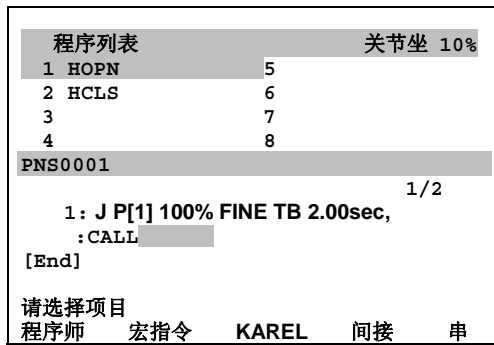 程序列表 关节坐 10%
1 HOPN 5
2 HCLS 6
3 7
4 8
PNS0001
1/2
1: J P[1] 100% FINE TB 2.00sec,
:CALL
[End]
请选择项目
程序师 宏指令 KAREL 间接 串